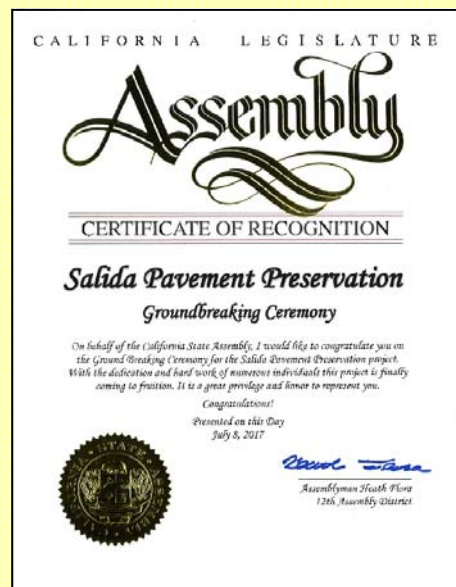 CALIFORNIA LEGISLATURE
Assembly
CERTIFICATE OF RECOGNITION
Salida Pavement Preservation
Groundbreaking Ceremony
On behalf of the California State Assembly, I would like to congratulate you on
the Ground Breaking Ceremony for the Salida Pavement Preservation project.
With the dedication and hard work of numerous individuals this project is finally
coming to fruition. It is a great privilege and honor to represent you.
Congratulations!
Presented on this Day
July 8, 2017
Assemblyman Heath Flora
12th Assembly District